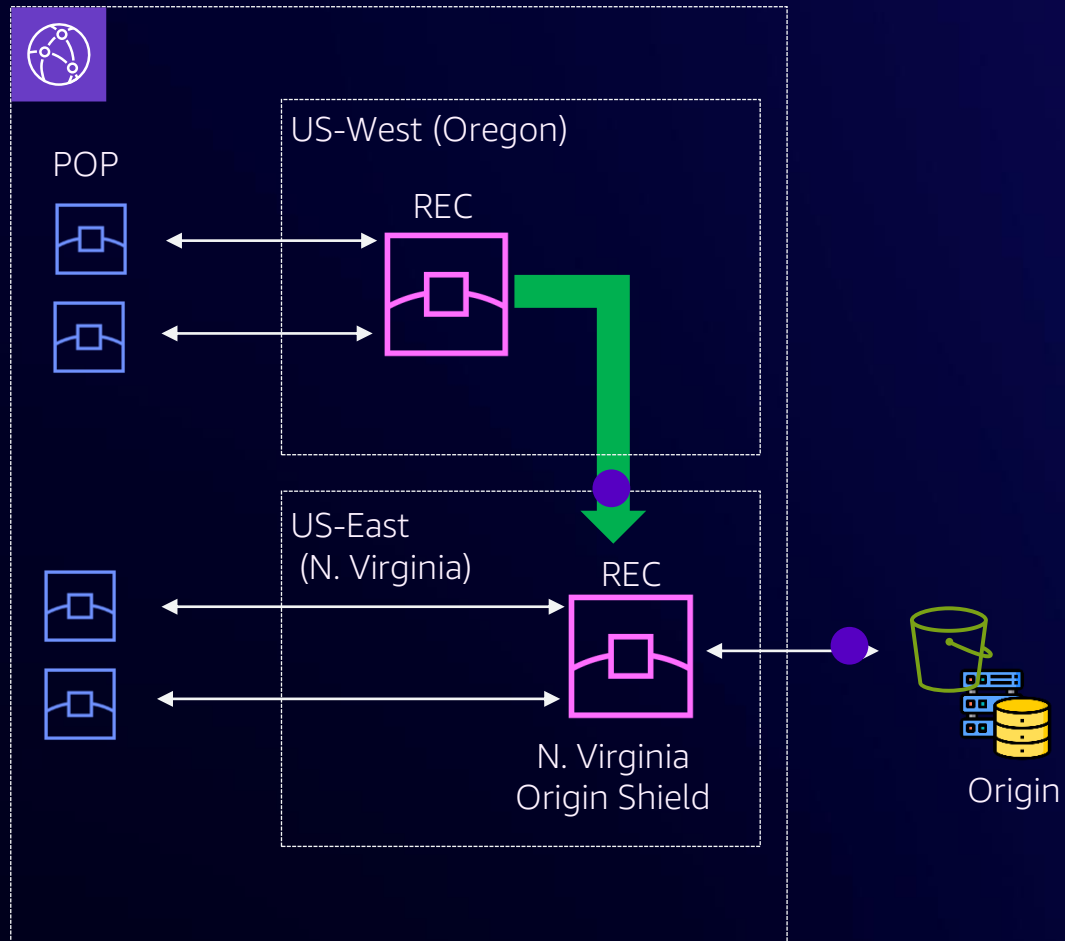 US-West (Oregon)
POP
REC
US-East
(N. Virginia)
REC
N. Virginia
Origin Shield
Origin